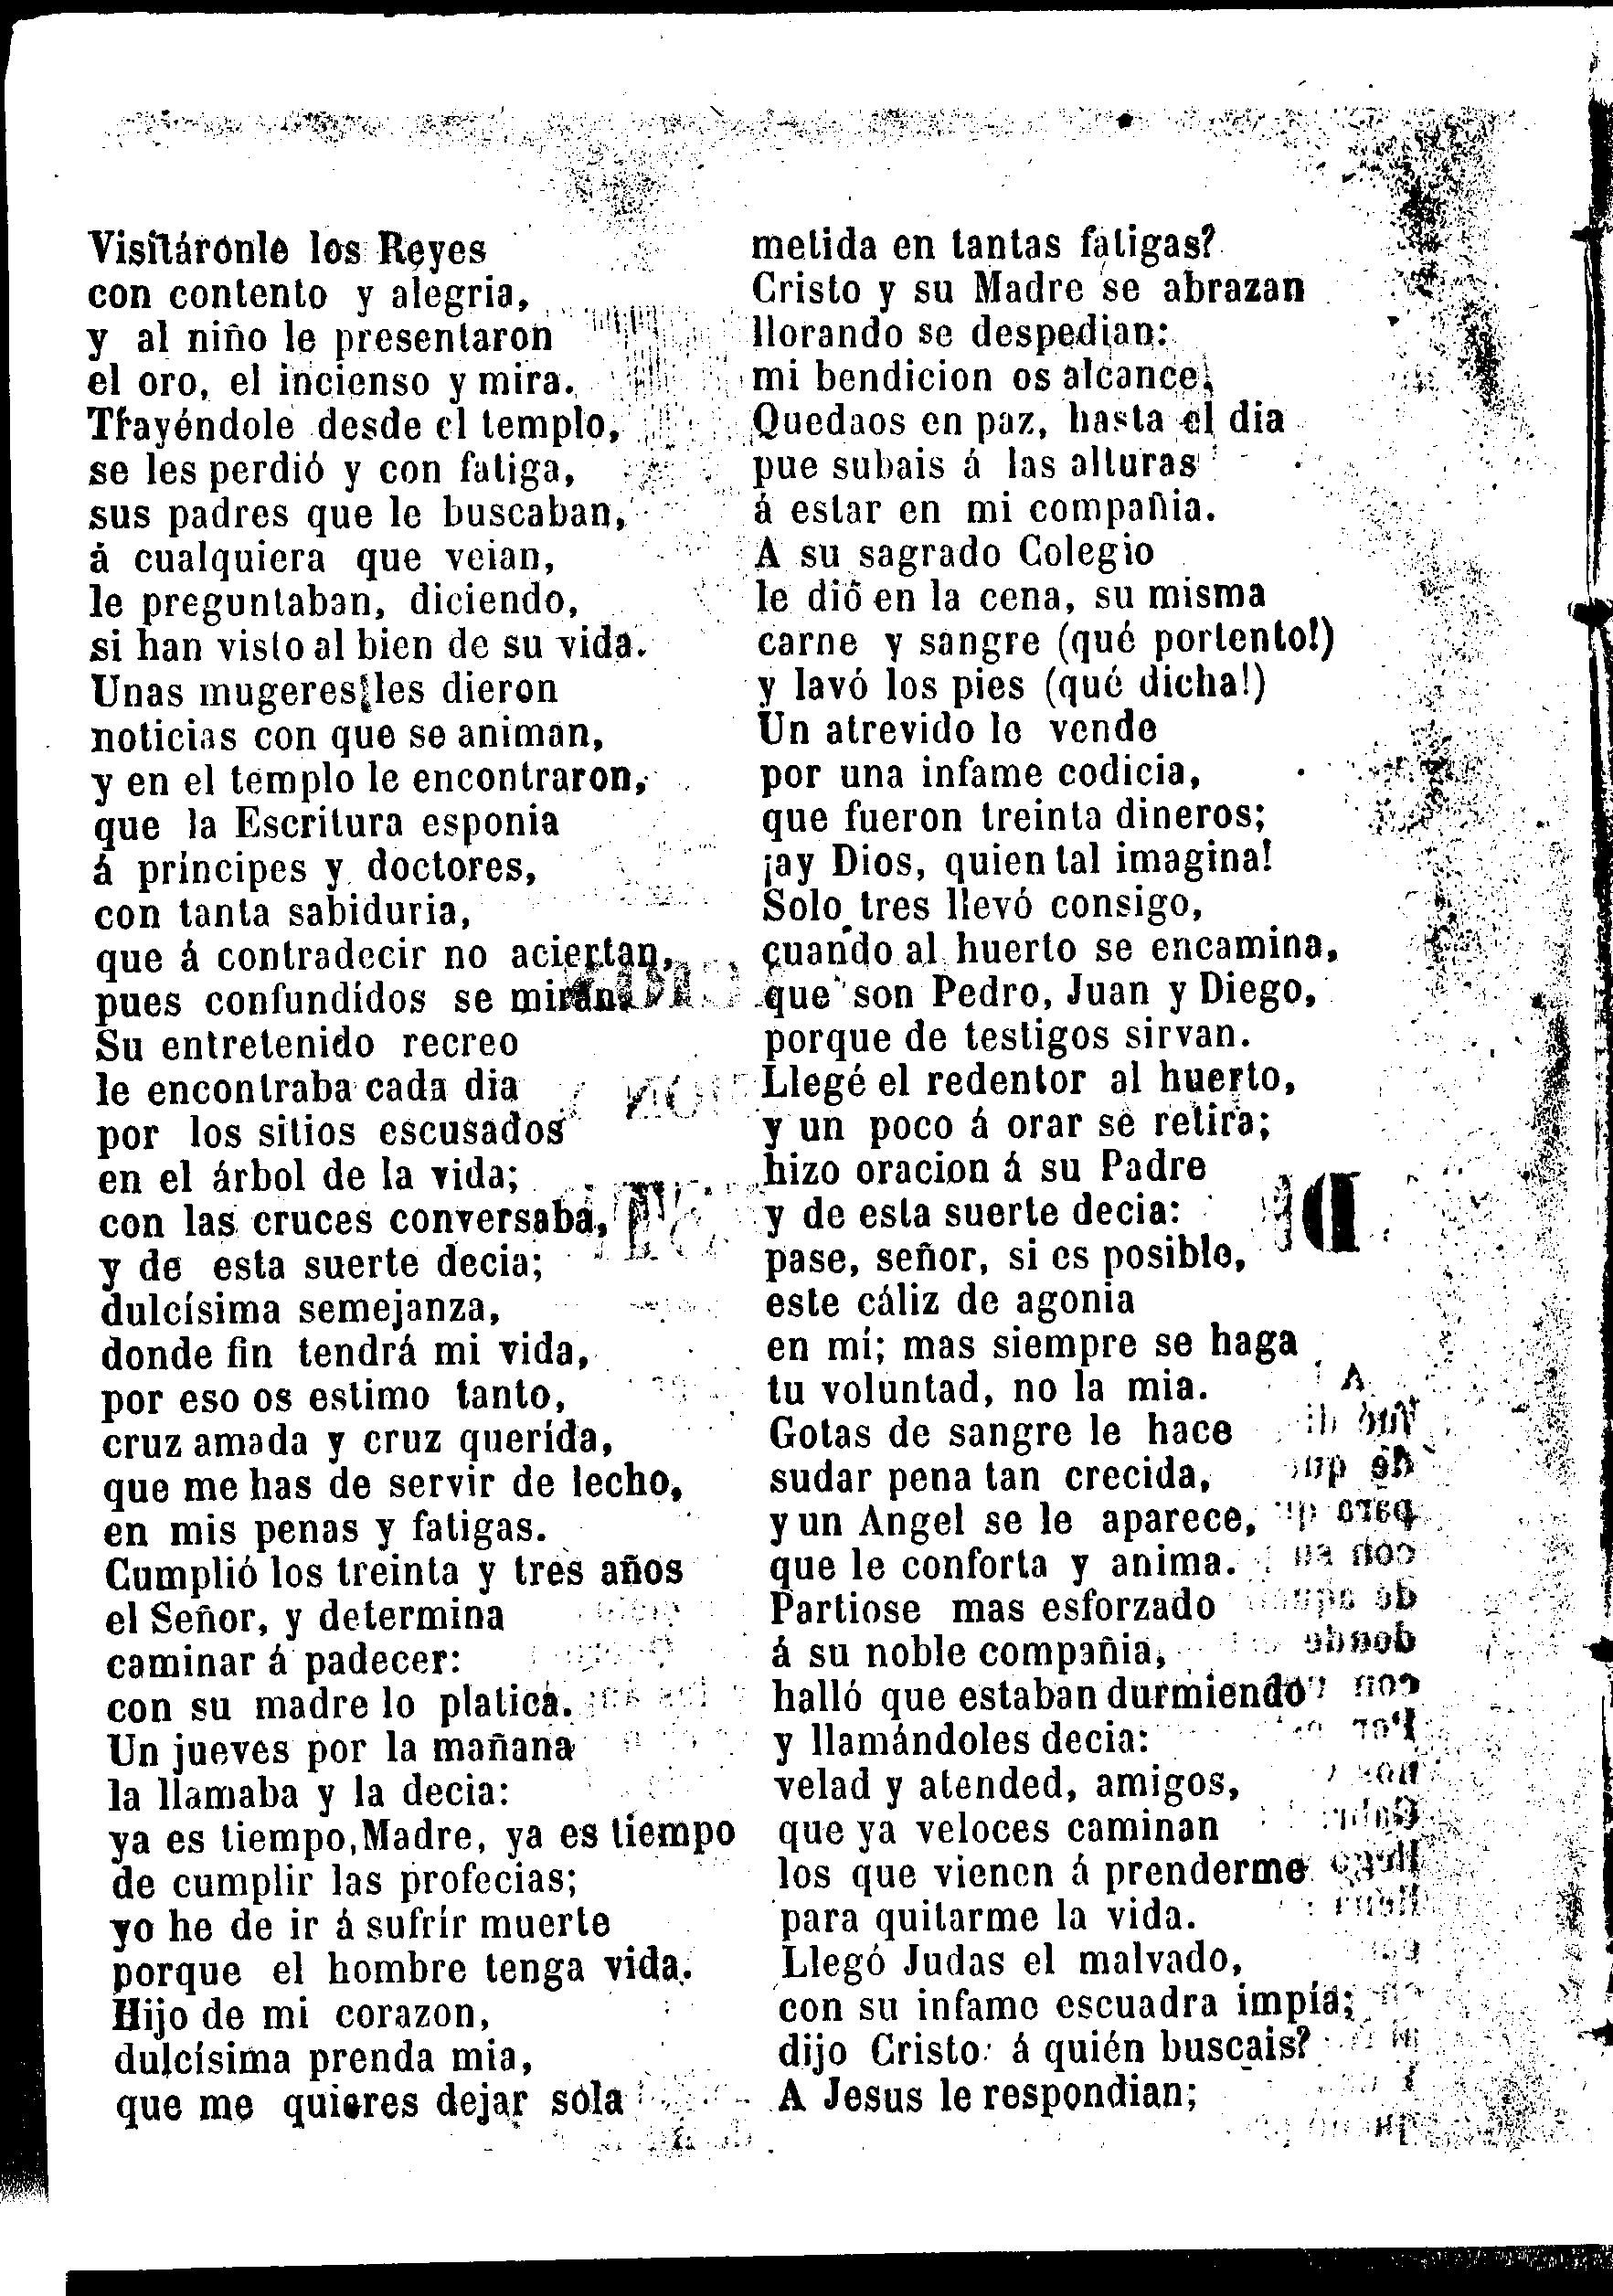 Visitáronle los Reyes
con contento y alegria,
y al niño le presentaron
el oro, el incienso y mira.
Trayéndole desde el templo,
se les perdió y con fatiga,
sus padres que le buscaban,
á cualquiera que veian,
le preguntaban, diciendo,
si han visto al bien de su vida.
Unas mugeres les dieron
noticias con que se animan,
y en el templo le encontraron,
que la Escritura esponia
á príncipes y doctores,
con tanta sabiduria,
que á contradecir no aciertan,
pues confundídos se miran.
Su entretenido recreo
le encontraba cada dia
por los sitios escusados
en el árbol de la vida;
con las cruces conversaba,
y de esta suerte decia;
dulcísima semejanza,
donde fin tendrá mi vida,
por eso os estimo tanto,
cruz amada y cruz querída,
que me has de servir de lecho,
en mis penas y fatigas.
Cumplió los treinta y tres años
el Señor, y determina
caminar á padecer:
con su madre lo platica.
Un jueves por la mañana
la llamaba y la decia:
ya es tiempo, Madre, ya es tiempo
de cumplir las profecias;
yo he de ir á sufrír muerte
porque el hombre tenga vida.
Hijo de mi corazon,
dulcísima prenda mia,
que me quieres dejar sola
metida en tantas fatigas?
Cristo y su Madre se abrazan
llorando se despedian:
mi bendicion os alcance,
Quedaos en paz, hasta el dia
pue subais á las alturas
á estar en mi compañia.
A su sagrado Colegio
le dió en la cena, su misma
carne y sangre (qué portento!)
y lavó los pies (qué dicha!)
Un atrevido le vende
por una infame codicia,
que fueron treinta dineros;
¡ay Dios, quien tal imagina!
Solo tres llevó consigo,
cuando al huerto se encamina,
que son Pedro, Juan y Diego,
porque de testigos sirvan.
Llegé el redentor al huerto,
y un poco á orar se retira;
hizo oracion á su Padre
y de esta suerte decia:
pase, señor, si es posible,
este cáliz de agonia
en mí; mas siempre se haga
tu voluntad, no la mia.
Gotas de sangre le hace
sudar pena tan crecida,
y un Angel se le aparece,
que le conforta y anima.
Partiose mas esforzado
á su noble compañia,
halló que estaban durmiendo
y llamándoles decia:
velad y atended, amigos,
que ya veloces caminan
los que vienen á prenderme
para quitarme la vida.
Llegó Judas el malvado,
con su infame escuadra impía;
dijo Cristo: á quién buscais?
A Jesus le respondian;